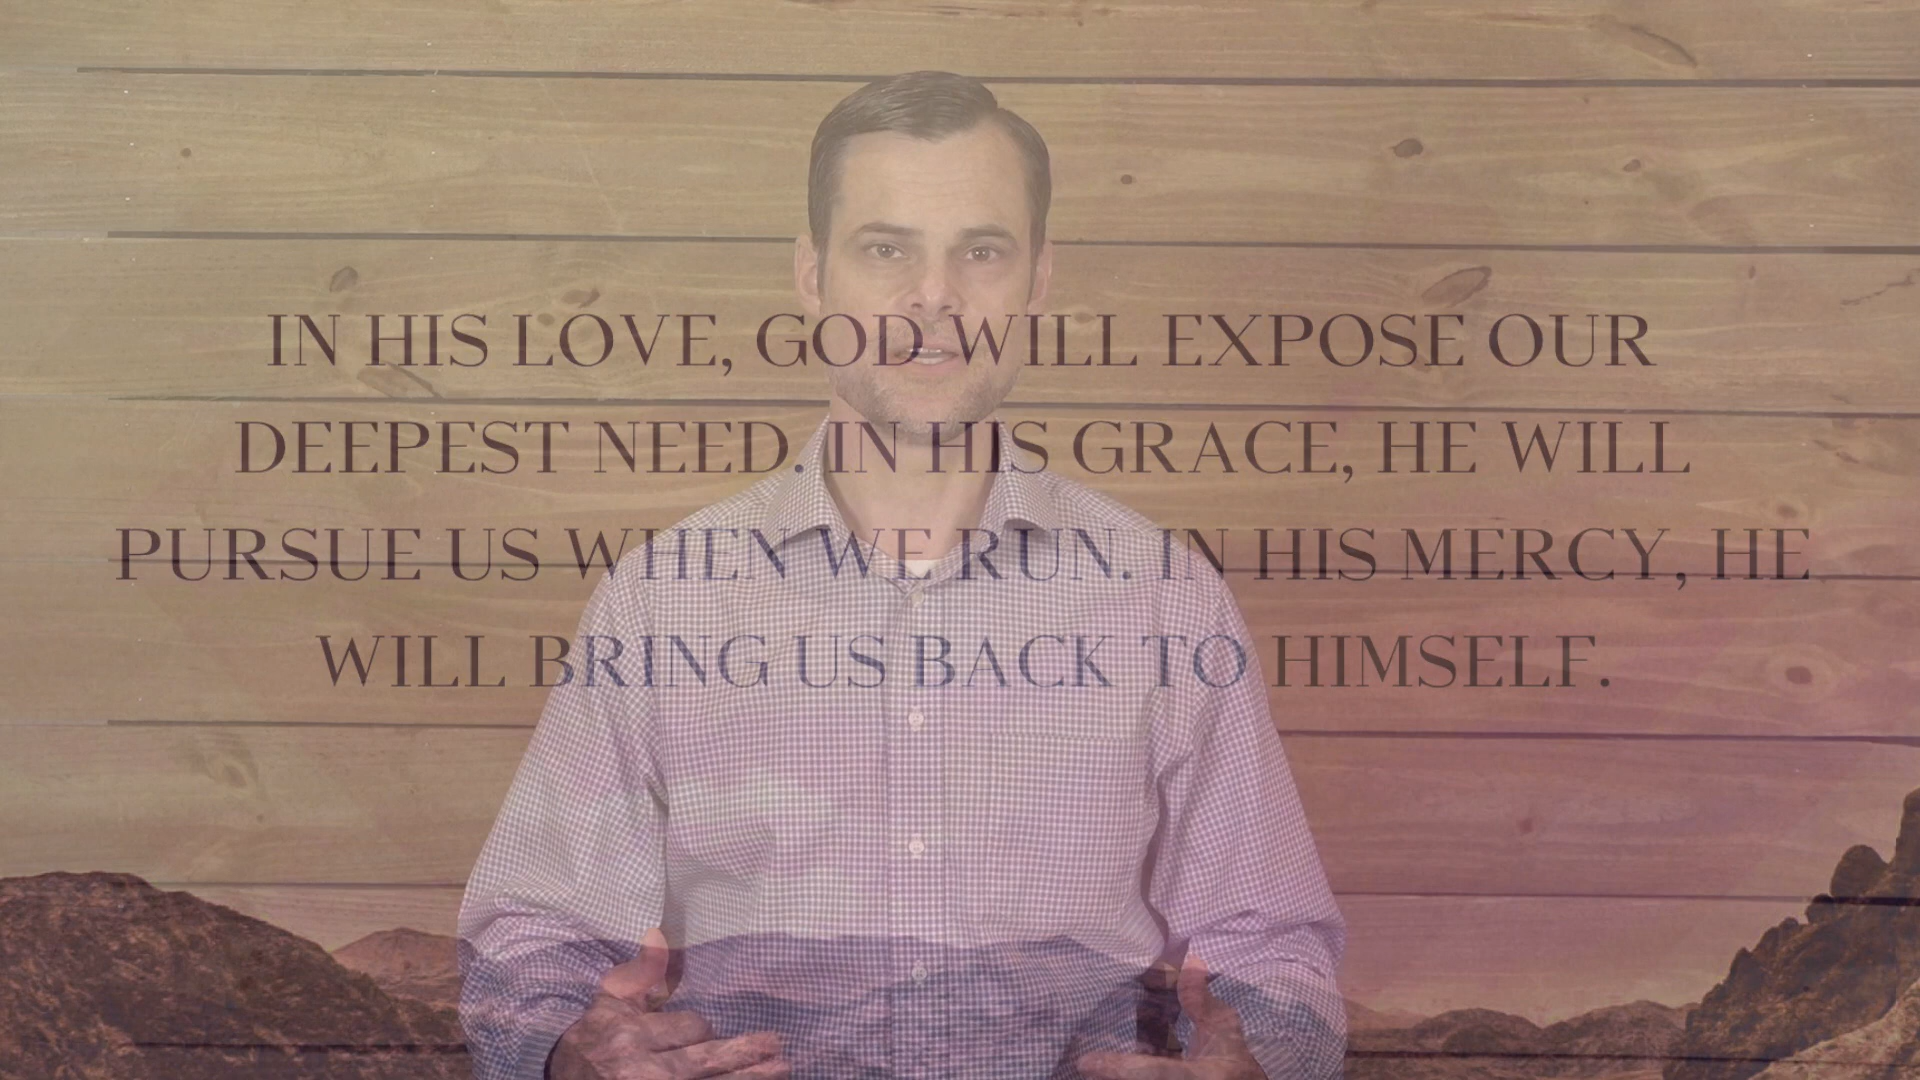 IN HIS LOVE, GOD WILL EXPOSE OUR
DEEPEST NEED. IN HIS GRACE, HE WILL
PURSUE US WHEN WE RUN. IN HIS MERCY, HE
WILL BRING US BACK TO HIMSELF.